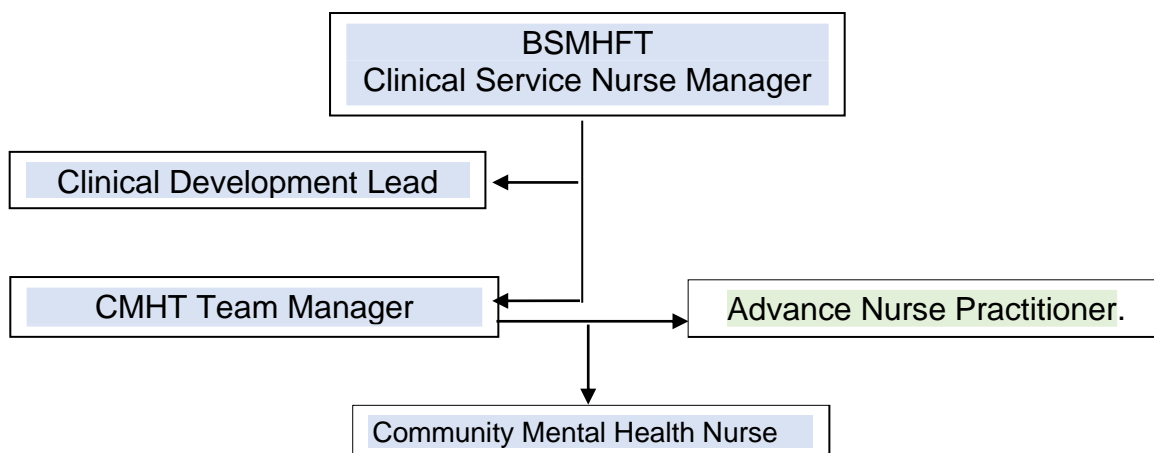 BSMHFT
Clinical Service Nurse Manager
Clinical Development Lead
CMHT Team Manager
Advance Nurse Practitioner.
Community Mental Health Nurse